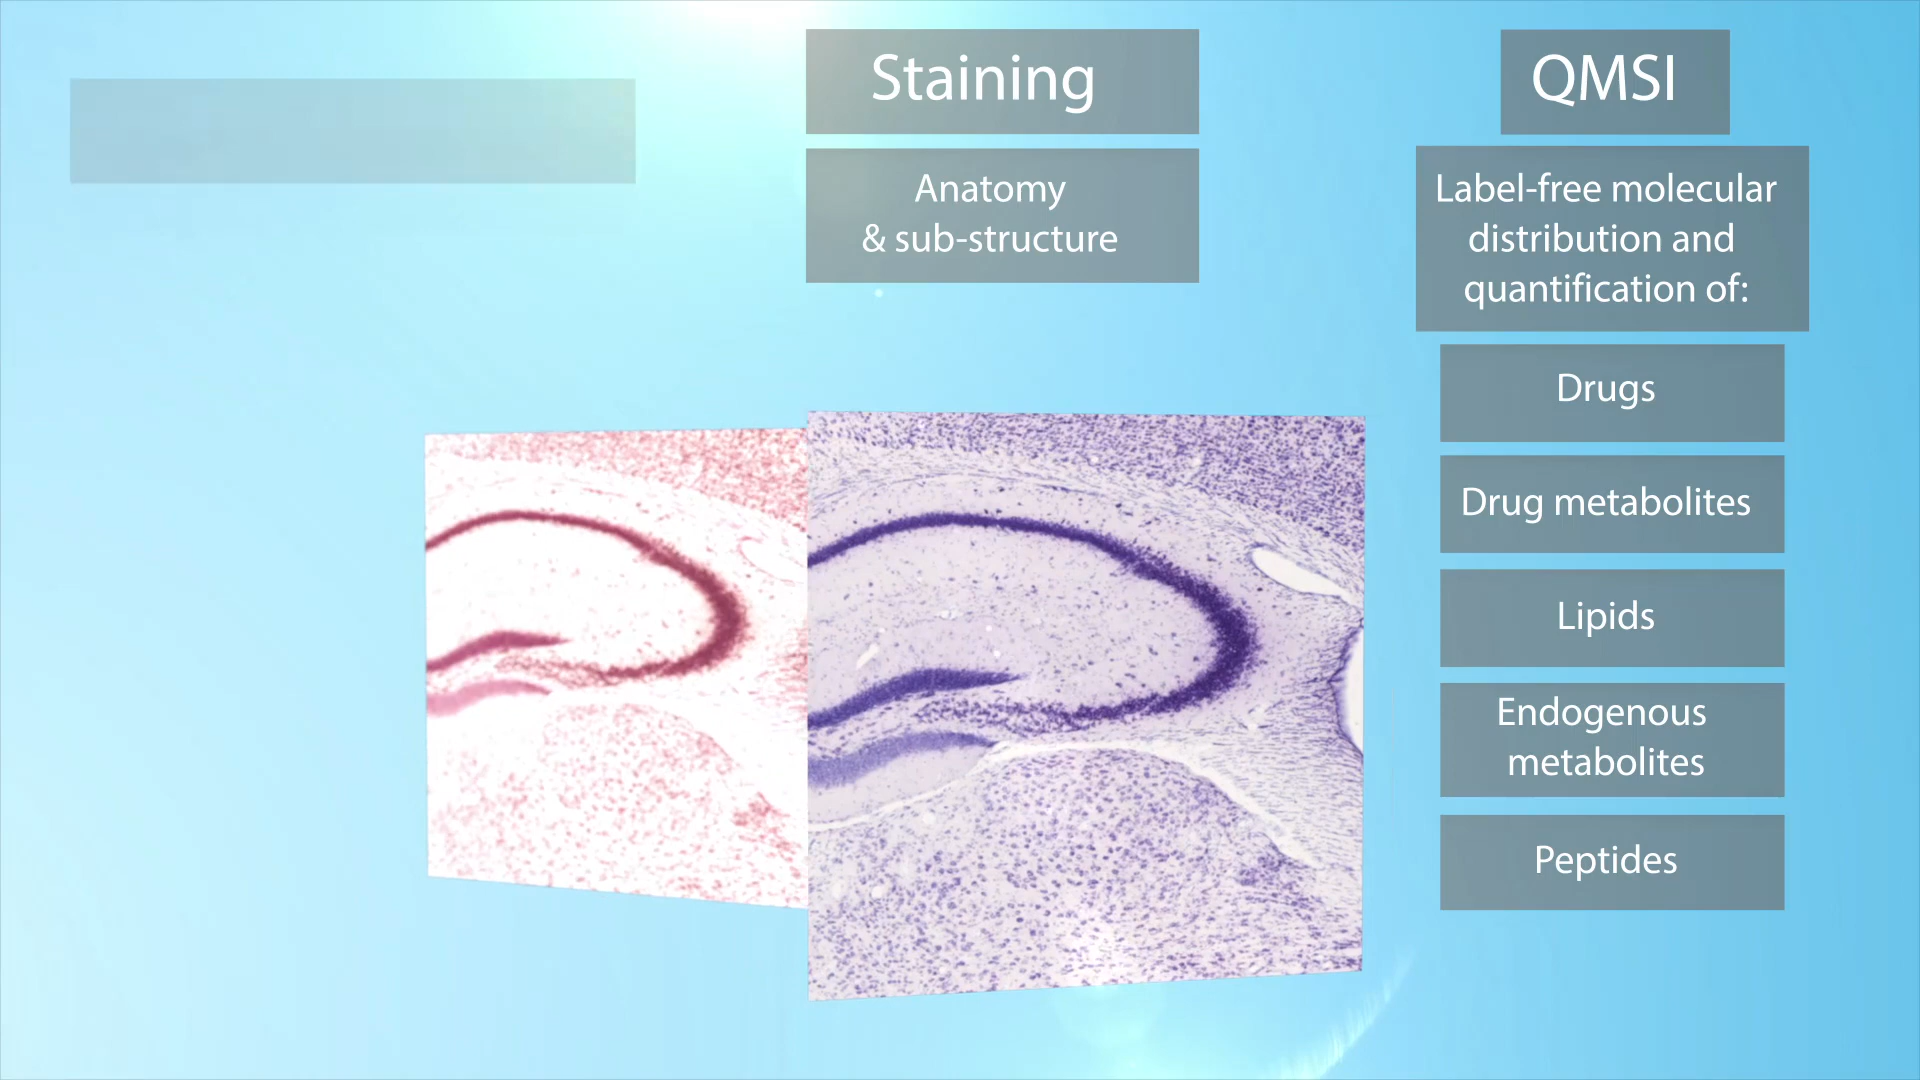 Staining
Anatomy
& sub-structure
QMSI
Label-free molecular
distribution and
quantification of:
Drugs
Drug metabolites
Lipids
Endogenous
metabolites
Peptides